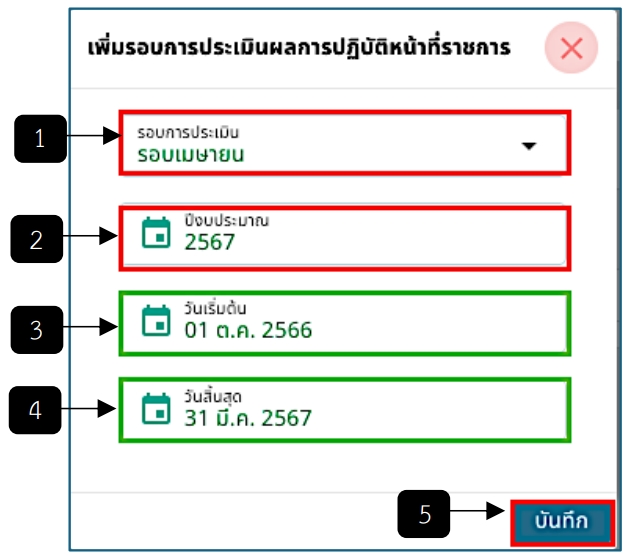 เพิ่มรอบการประเมินผลการปฏิบัติหน้าที่ราชการ
1
รอบการประเมิน
รอบเมษายน
2
ปีงบประมาณ
2567
3
วันเริ่มต้น
01 ต.ค. 2566
4
วันสิ้นสุด
31 มี.ค. 2567
5
บันทึก